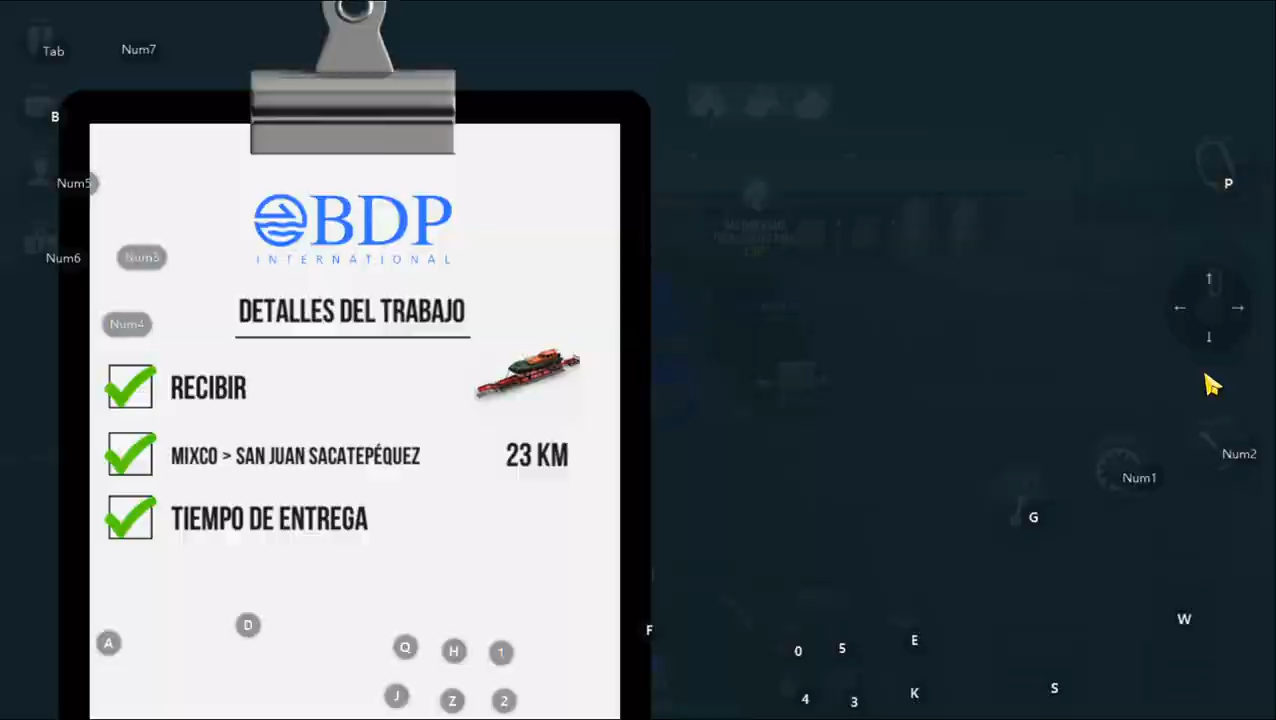 Tab
Num7
B
Num5
Num6
Num3
Num4
BDP
INTERNATIONAL
DETALLES DEL TRABAJO
RECIBIR
MIXCO > SAN JUAN SACATEPÉQUEZ
23 KM
TIEMPO DE ENTREGA
A
D
Q
H
1
J
Z
2
F
P
↑
←
→
↓
Num2
Num1
G
W
0
5
E
4
3
K
S